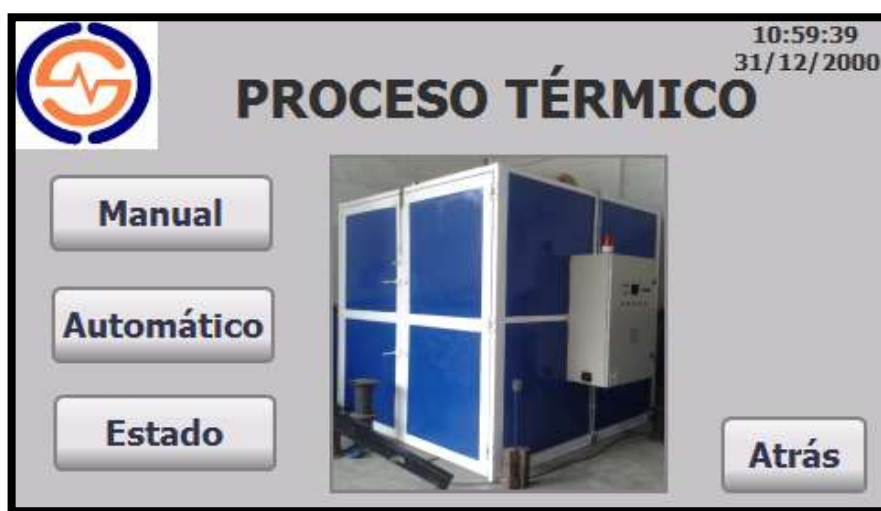 10:59:39
31/12/2000
PROCESO TÉRMICO
Manual
Automático
Estado
Atrás